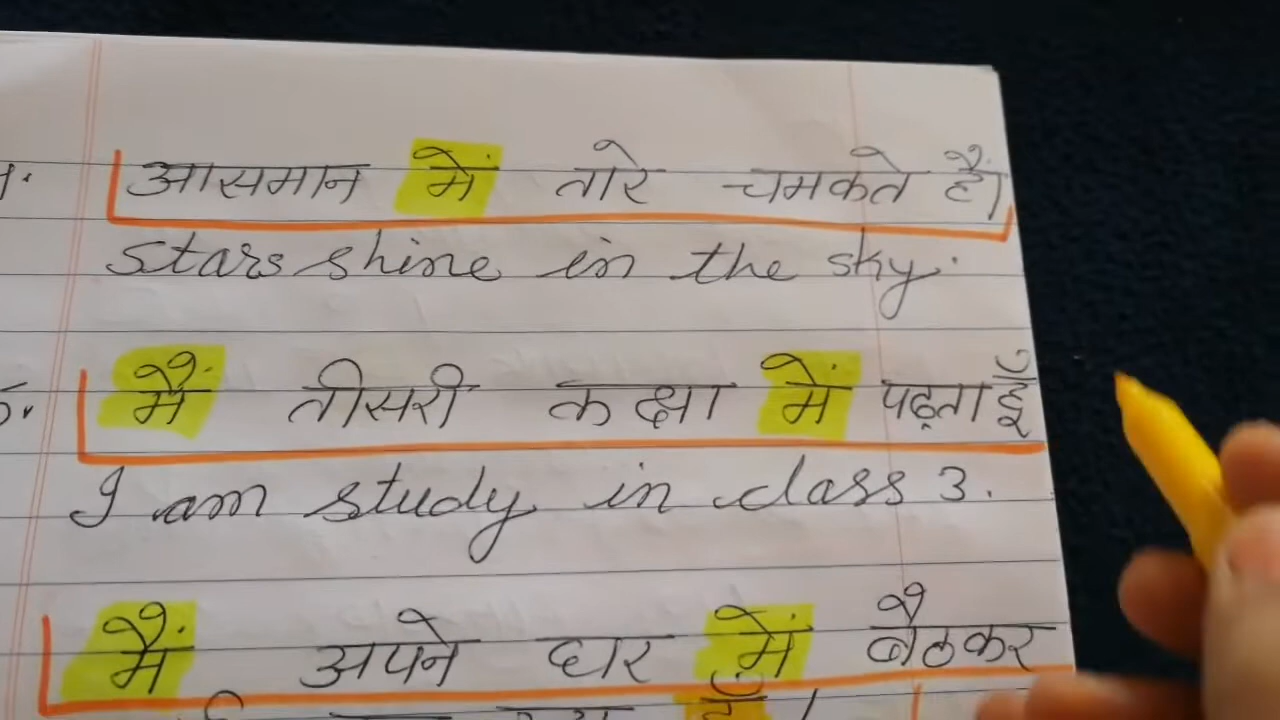 आसमान में तारे चमकते हैं।
Stars shine in the sky.
मैं तीसरी कक्षा में पढ़ता हूँ
I am study in class 3.
मैं अपने घर में बैठकर